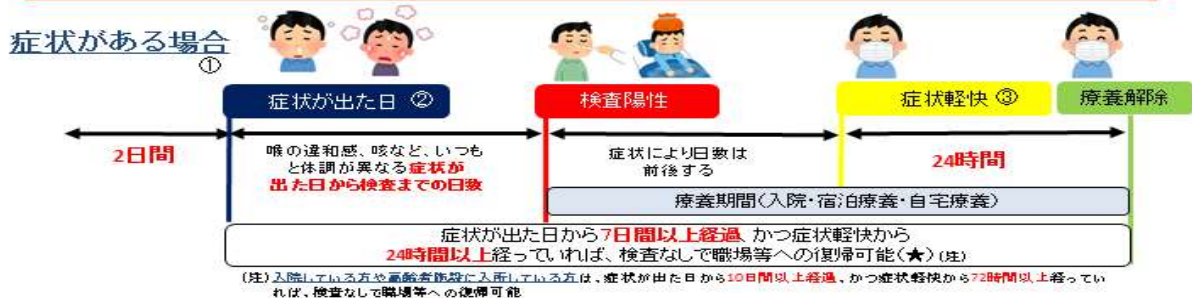 症状がある場合
①
症状が出た日 ②
検査陽性
症状軽快 ③
療養解除
2日間
喉の違和感、咳など、いつも
と体調が異なる症状が
出た日から検査までの日数
症状により日数は
前後する
24時間
療養期間(入院・宿泊療養・自宅療養)
症状が出た日から7日間以上経過、かつ症状軽快から
24時間以上経っていれば、検査なしで職場等への復帰可能(★)(注)
(注)入院している方や高齢者施設に入所している方は、症状が出た日から10日間以上経過、かつ症状軽快から72時間以上経ってい
れば、検査なしで職場等への復帰可能